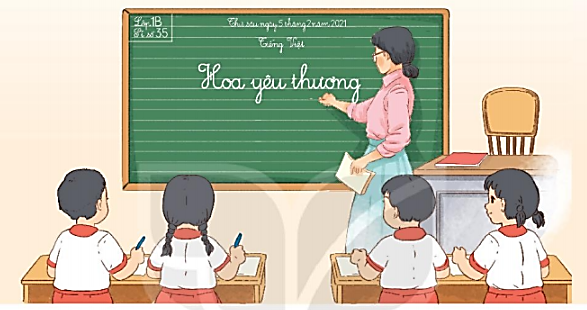 Lớp 1B
Sĩ số 35
Thứ sáu ngày 5 tháng 2 năm 2021
Tiếng Việt
Hoa yêu thương